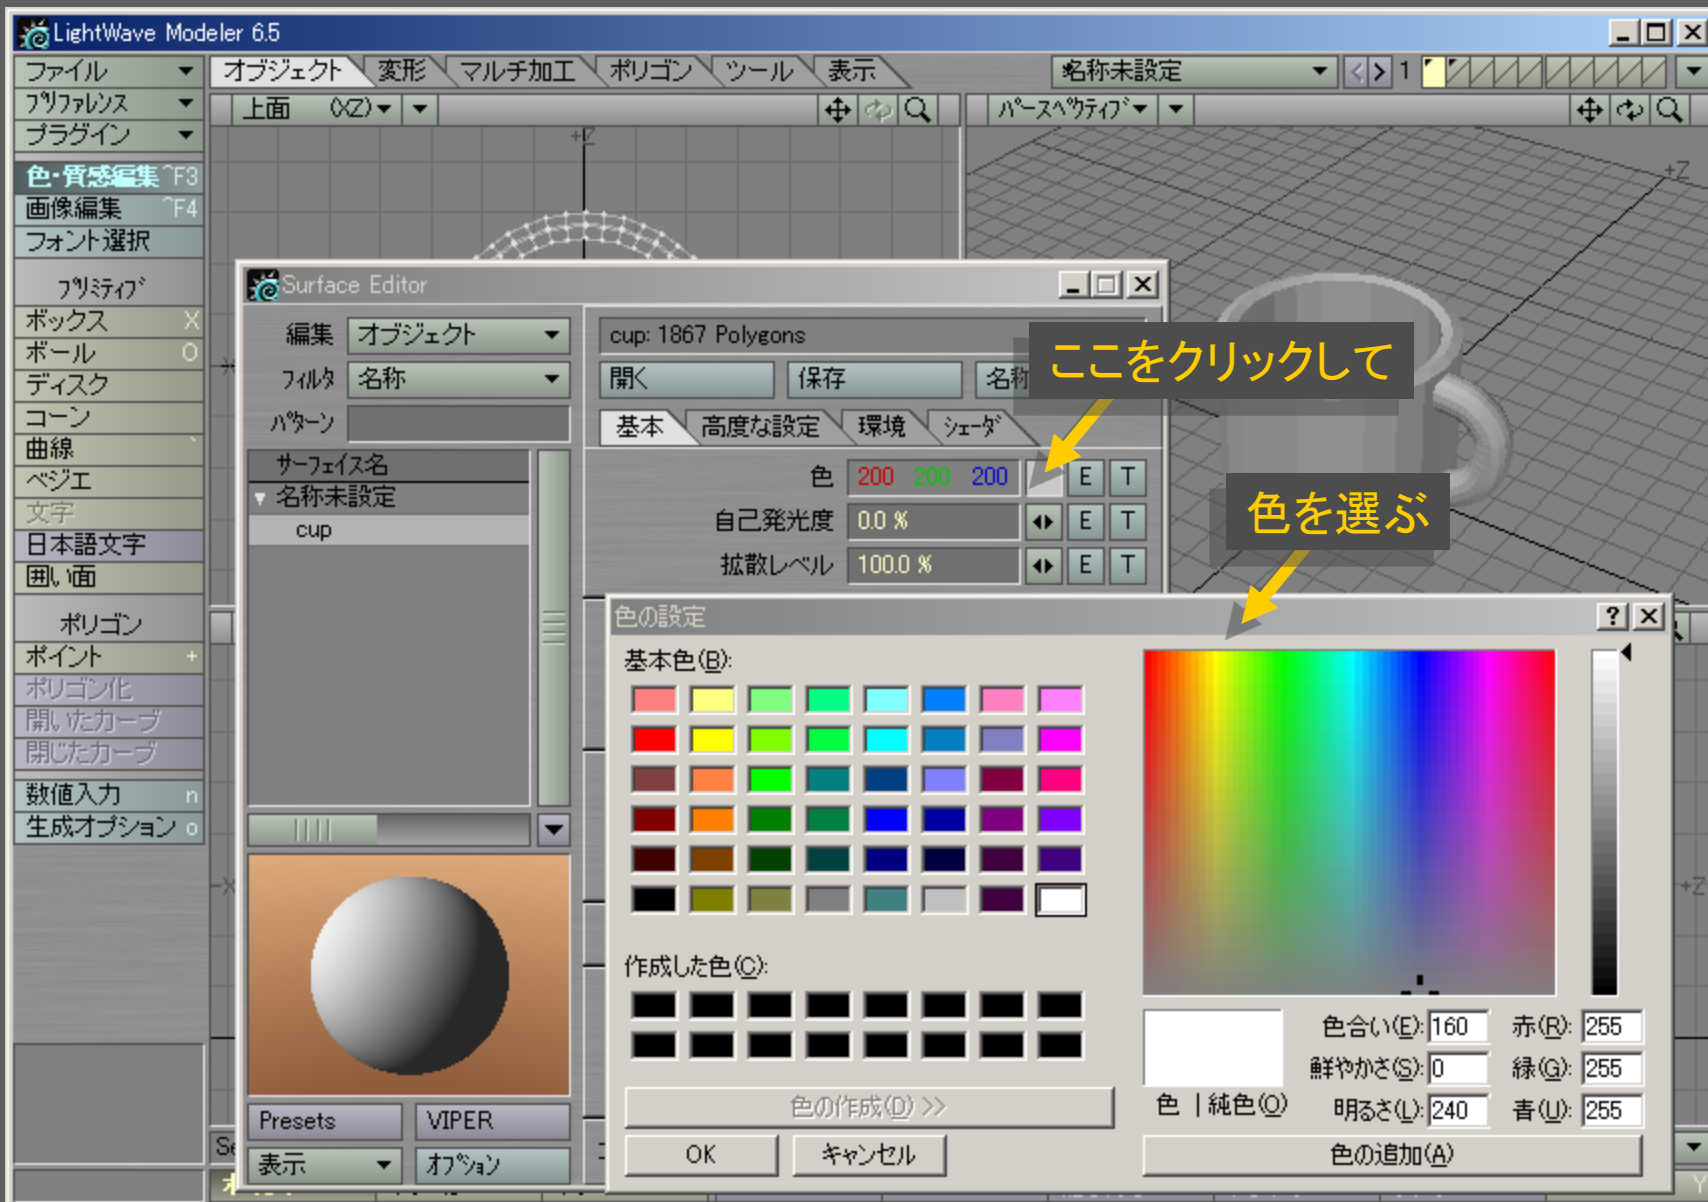 LightWave Modeler 6.5
ファイル
プリファレンス
プラグイン
オブジェクト 変形 マルチ加工 ポリゴン ツール 表示
名称未設定
1
上面 (XZ)
パースペクティブ
+Z
+Z
色・質感編集 ^F3
画像編集 ^F4
フォント選択
プリミティブ
ボックス X
ボール O
ディスク
コーン
曲線 `
ベジエ
文字
日本語文字
囲い面
ポリゴン
ポイント +
ポリゴン化
開いたカーブ
閉じたカーブ
数値入力 n
生成オプション o
Surface Editor
編集 オブジェクト
フィルタ 名称
パターン
サーフェイス名
名称未設定
cup
Presets VIPER
表示 オプション
cup: 1867 Polygons
開く 保存 名称
基本 高度な設定 環境 シェーダ
色 200 200 200 E T
自己発光度 0.0 % E T
拡散レベル 100.0 % E T
ここをクリックして
色を選ぶ
色の設定
基本色(B):
作成した色(C):
色の作成(D) >>
OK キャンセル
色 | 純色(O)
色合い(E): 160 赤(R): 255
鮮やかさ(S): 0 緑(G): 255
明るさ(L): 240 青(U): 255
色の追加(A)
-X
+Z